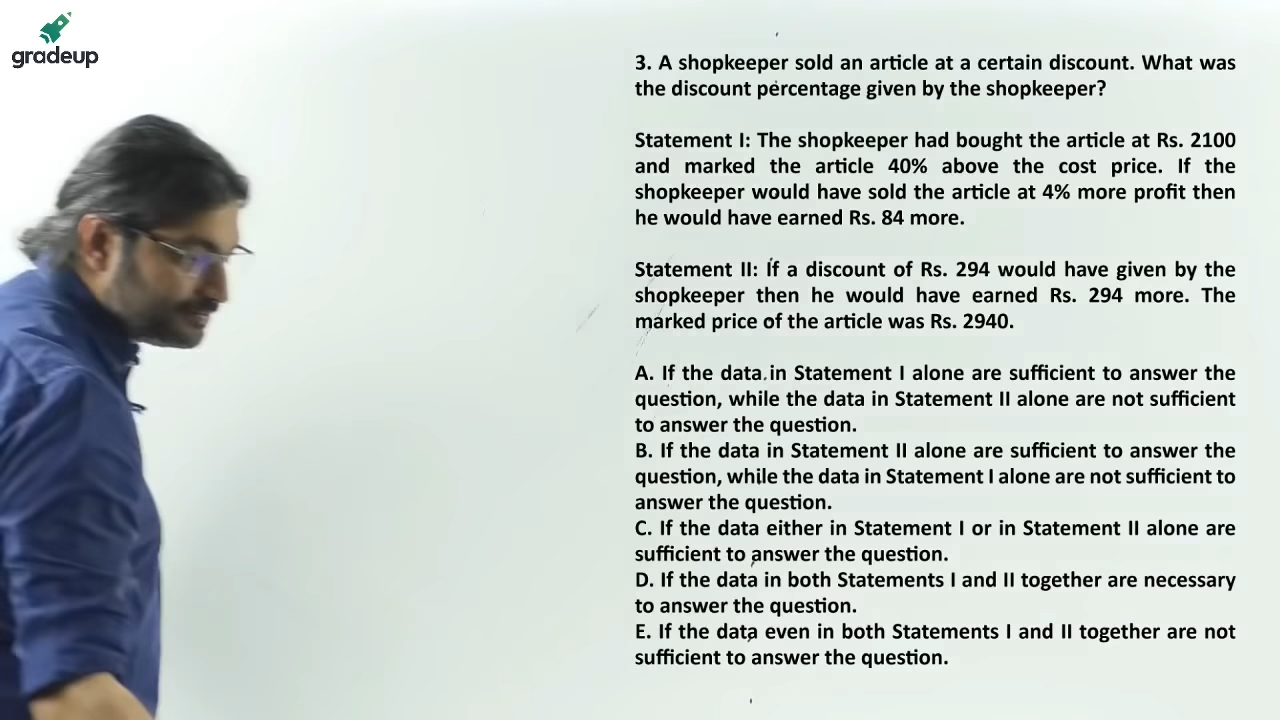 gradeup
3. A shopkeeper sold an article at a certain discount. What was
the discount percentage given by the shopkeeper?
Statement I: The shopkeeper had bought the article at Rs. 2100
and marked the article 40% above the cost price. If the
shopkeeper would have sold the article at 4% more profit then
he would have earned Rs. 84 more.
Statement II: If a discount of Rs. 294 would have given by the
shopkeeper then he would have earned Rs. 294 more. The
marked price of the article was Rs. 2940.
A. If the data in Statement I alone are sufficient to answer the
question, while the data in Statement II alone are not sufficient
to answer the question.
B. If the data in Statement II alone are sufficient to answer the
question, while the data in Statement I alone are not sufficient to
answer the question.
C. If the data either in Statement I or in Statement II alone are
sufficient to answer the question.
D. If the data in both Statements I and II together are necessary
to answer the question.
E. If the data even in both Statements I and II together are not
sufficient to answer the question.